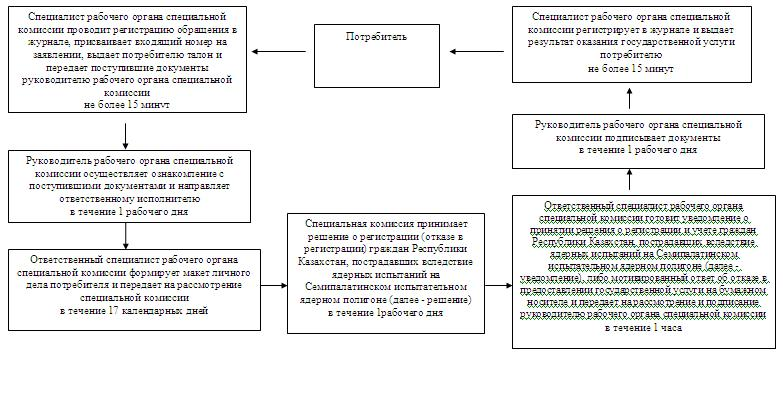 Потребитель
Специалист рабочего органа специальной
комиссии проводит регистрацию обращения в
журнале, присваивает входящий номер на
заявлении, выдает потребителю талон и
передает поступившие документы
руководителю рабочего органа специальной
комиссии
не более 15 минут
Руководитель рабочего органа специальной
комиссии осуществляет ознакомление с
поступившими документами и направляет
ответственному исполнителю
в течение 1 рабочего дня
Ответственный специалист рабочего органа
специальной комиссии формирует макет личного
дела потребителя и передает на рассмотрение
специальной комиссии
в течение 17 календарных дней
Специальная комиссия принимает
решение о регистрации (отказе в
регистрации) граждан Республики
Казахстан, пострадавших вследствие
ядерных испытаний на
Семипалатинском испытательном
ядерном полигоне (далее - решение)
в течение 1рабочего дня
Ответственный специалист рабочего органа
специальной комиссии готовит уведомление о
принятии решения о регистрации и учете граждан
Республики Казахстан, пострадавших вследствие
ядерных испытаний на Семипалатинском
испытательном ядерном полигоне (далее -
уведомление), либо мотивированный ответ об отказе в
предоставлении государственной услуги на бумажном
носителе и передает на рассмотрение и подписание
руководителю рабочего органа специальной комиссии
в течение 1 часа
Руководитель рабочего органа специальной
комиссии подписывает документы
в течение 1 рабочего дня
Специалист рабочего органа специальной
комиссии регистрирует в журнале и выдает
результат оказания государственной услуги
потребителю
не более 15 минут